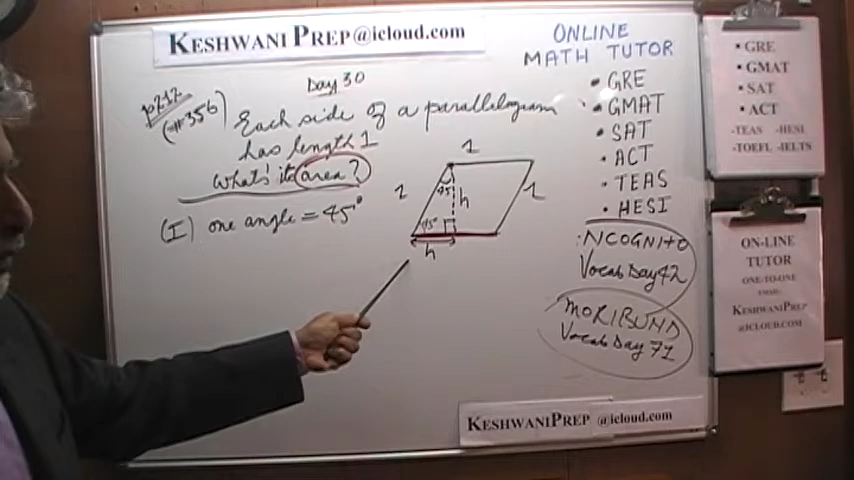 KESHWANI PREP@icloud.com
Day 30
p212
(#356)
Each side of a parallelogram
has length 1
What's its area?
(I) one angle = 45°
1
1
1
45
h
45°
h
ONLINE
MATH TUTOR
• GRE
• GMAT
• SAT
• ACT
• TEAS
• HESI
INCOGNITO
Vocab Day 42
MORIBUND
Vocab Day 71
KESHWANIPREP @icloud.com
• GRE
• GMAT
• SAT
• ACT
-TEAS -HESI
-TOEFL -IELTS
ON-LINE
TUTOR
ONE-TO-ONE
EMAIL:
KESHWANIPREP
@ICLOUD.COM